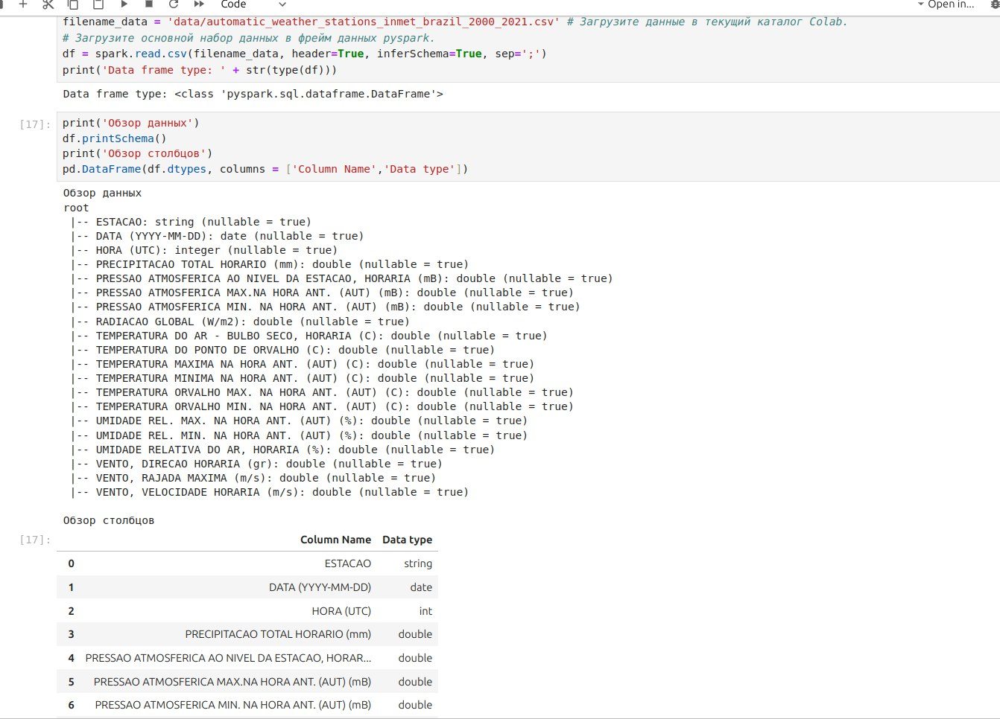 Code
Open in...
filename_data = 'data/automatic_weather_stations_inmet_brazil_2000_2021.csv' # Загрузите данные в текущий каталог Colab.
# Загрузите основной набор данных в фрейм данных pyspark.
df = spark.read.csv(filename_data, header=True, inferSchema=True, sep=';')
print('Data frame type: ' + str(type(df)))
Data frame type: <class 'pyspark.sql.dataframe.DataFrame'>
[17]:
print('Обзор данных')
df.printSchema()
print('Обзор столбцов')
pd.DataFrame(df.dtypes, columns = ['Column Name','Data type'])
Обзор данных
root
|-- ESTACAO: string (nullable = true)
|-- DATA (YYYY-MM-DD): date (nullable = true)
|-- HORA (UTC): integer (nullable = true)
|-- PRECIPITACAO TOTAL HORARIO (mm): double (nullable = true)
|-- PRESSAO ATMOSFERICA AO NIVEL DA ESTACAO, HORARIA (mB): double (nullable = true)
|-- PRESSAO ATMOSFERICA MAX.NA HORA ANT. (AUT) (mB): double (nullable = true)
|-- PRESSAO ATMOSFERICA MIN. NA HORA ANT. (AUT) (mB): double (nullable = true)
|-- RADIACAO GLOBAL (W/m2): double (nullable = true)
|-- TEMPERATURA DO AR - BULBO SECO, HORARIA (C): double (nullable = true)
|-- TEMPERATURA DO PONTO DE ORVALHO (C): double (nullable = true)
|-- TEMPERATURA MAXIMA NA HORA ANT. (AUT) (C): double (nullable = true)
|-- TEMPERATURA MINIMA NA HORA ANT. (AUT) (C): double (nullable = true)
|-- TEMPERATURA ORVALHO MAX. NA HORA ANT. (AUT) (C): double (nullable = true)
|-- TEMPERATURA ORVALHO MIN. NA HORA ANT. (AUT) (C): double (nullable = true)
|-- UMIDADE REL. MAX. NA HORA ANT. (AUT) (%): double (nullable = true)
|-- UMIDADE REL. MIN. NA HORA ANT. (AUT) (%): double (nullable = true)
|-- UMIDADE RELATIVA DO AR, HORARIA (%): double (nullable = true)
|-- VENTO, DIRECAO HORARIA (gr): double (nullable = true)
|-- VENTO, RAJADA MAXIMA (m/s): double (nullable = true)
|-- VENTO, VELOCIDADE HORARIA (m/s): double (nullable = true)
Обзор столбцов
[17]:
Column Name Data type
0 ESTACAO string
1 DATA (YYYY-MM-DD) date
2 HORA (UTC) int
3 PRECIPITACAO TOTAL HORARIO (mm) double
4 PRESSAO ATMOSFERICA AO NIVEL DA ESTACAO, HORAR... double
5 PRESSAO ATMOSFERICA MAX.NA HORA ANT. (AUT) (mB) double
6 PRESSAO ATMOSFERICA MIN. NA HORA ANT. (AUT) (mB) double